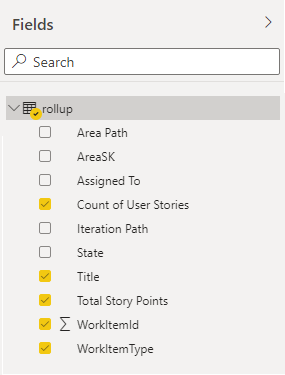 Fields
Search
rollup
Area Path
AreaSK
Assigned To
Count of User Stories
Iteration Path
State
Title
Total Story Points
WorkItemId
WorkItemType